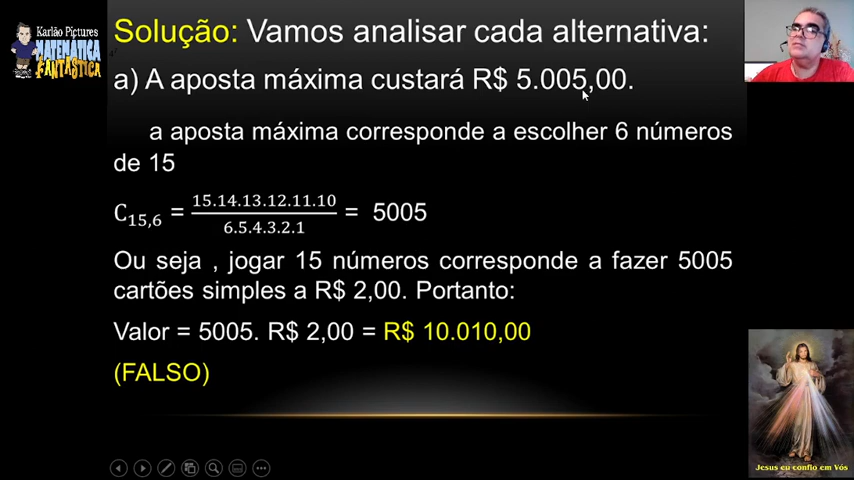 Karlão Pictures
MATEMÁTICA
FANTÁSTICA
Solução: Vamos analisar cada alternativa:
a) A aposta máxima custará R$ 5.005,00.
a aposta máxima corresponde a escolher 6 números
de 15
C15,6 = 15.14.13.12.11.10 / 6.5.4.3.2.1 = 5005
Ou seja , jogar 15 números corresponde a fazer 5005
cartões simples a R$ 2,00. Portanto:
Valor = 5005. R$ 2,00 = R$ 10.010,00
(FALSO)
Jesus eu confio em Vós